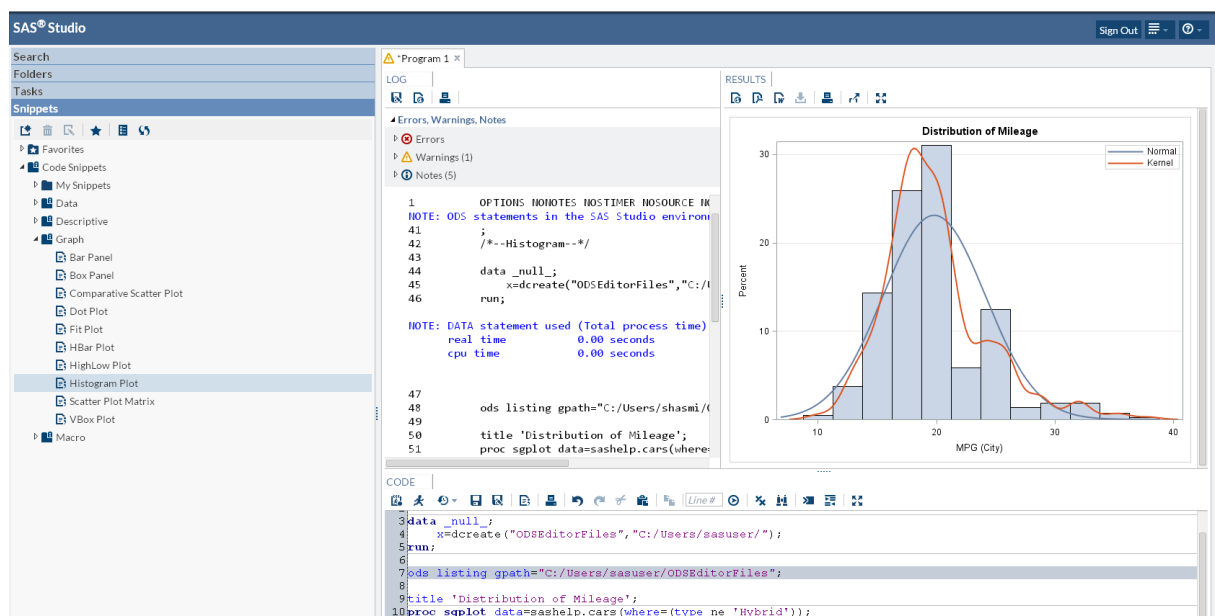 SAS® Studio
Sign Out
Search
Folders
Tasks
Snippets
Favorites
Code Snippets
My Snippets
Data
Descriptive
Graph
Bar Panel
Box Panel
Comparative Scatter Plot
Dot Plot
Fit Plot
HBar Plot
HighLow Plot
Histogram Plot
Scatter Plot Matrix
VBox Plot
Macro
*Program 1
LOG
Errors, Warnings, Notes
Errors
Warnings (1)
Notes (5)
1 OPTIONS NONOTES NOSTIMER NOSOURCE NO
NOTE: ODS statements in the SAS Studio environm
41 ;
42 /*--Histogram--*/
43
44 data _null_;
45 x=dcreate("ODSEditorFiles","C:/U
46 run;
NOTE: DATA statement used (Total process time)
real time 0.00 seconds
cpu time 0.00 seconds
47
48 ods listing gpath="C:/Users/shasmi/O
49
50 title 'Distribution of Mileage';
51 proc sgplot data=sashelp.cars(where=
RESULTS
Distribution of Mileage
Normal
Kernel
Percent
30
20
10
0
10 20 30 40
MPG (City)
CODE
Line #
3 data _null_;
4 x=dcreate("ODSEditorFiles","C:/Users/sasuser/");
5 run;
6
7 ods listing gpath="C:/Users/sasuser/ODSEditorFiles";
8
9 title 'Distribution of Mileage';
10 proc sgplot data=sashelp.cars(where=(type ne 'Hybrid'));